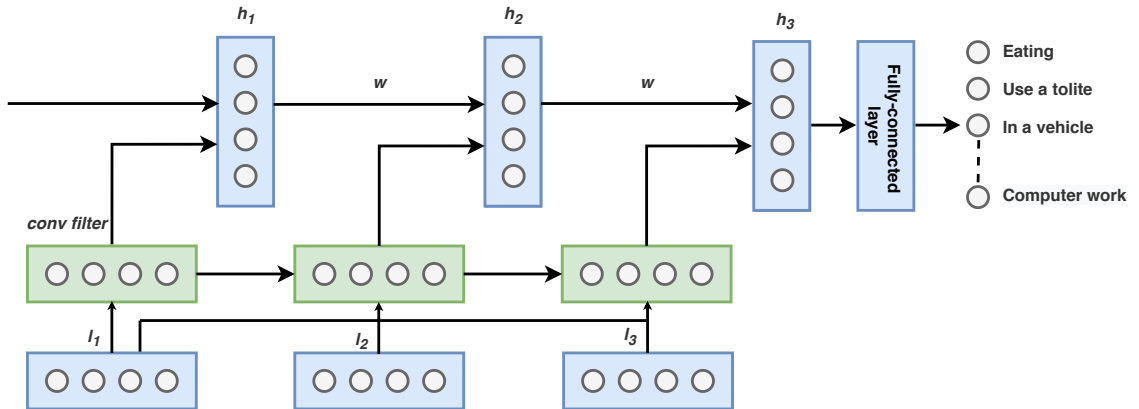 h1
h2
h3
w
w
Fully-connected
layer
Eating
Use a tolite
In a vehicle
Computer work
conv filter
l1
l2
l3